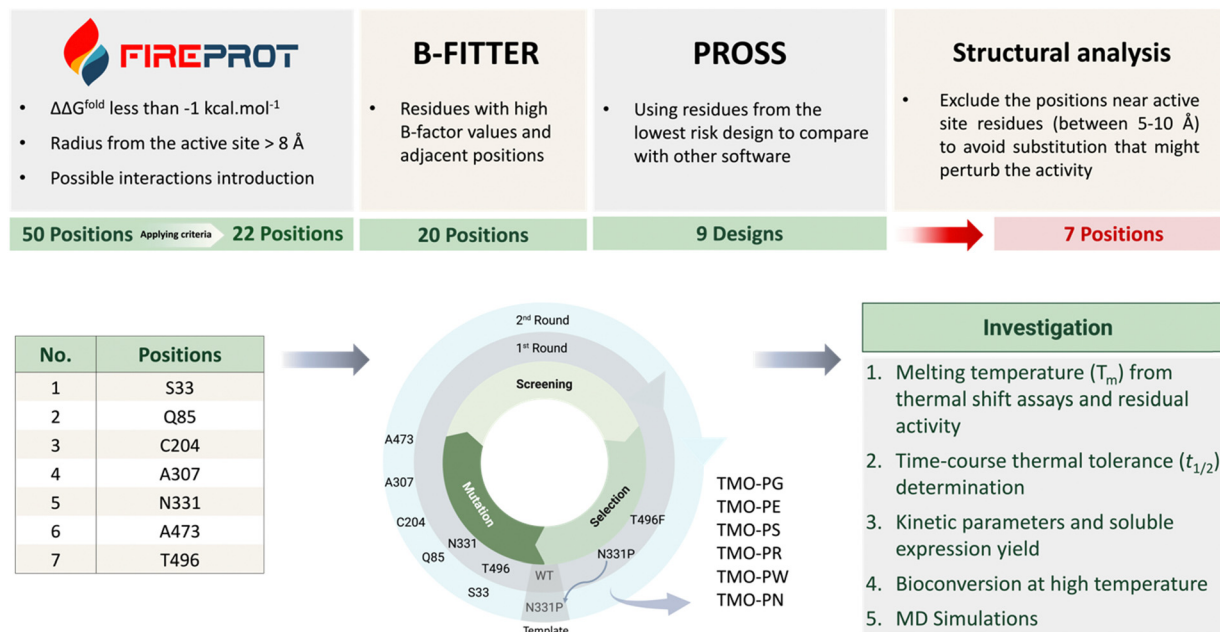 FIREPROT
• ΔΔG^fold less than -1 kcal.mol⁻¹
• Radius from the active site > 8 Å
• Possible interactions introduction
50 Positions Applying criteria 22 Positions
B-FITTER
• Residues with high
B-factor values and
adjacent positions
20 Positions
PROSS
• Using residues from the
lowest risk design to compare
with other software
9 Designs
Structural analysis
• Exclude the positions near active
site residues (between 5-10 Å)
to avoid substitution that might
perturb the activity
7 Positions
No. Positions
1 S33
2 Q85
3 C204
4 A307
5 N331
6 A473
7 T496
2nd Round
1st Round
Screening
Selection
Mutation
A473
A307
C204
Q85
S33
N331
T496
WT
N331P
Template
T496F
N331P
TMO-PG
TMO-PE
TMO-PS
TMO-PR
TMO-PW
TMO-PN
Investigation
1. Melting temperature (Tm) from
thermal shift assays and residual
activity
2. Time-course thermal tolerance (t1/2)
determination
3. Kinetic parameters and soluble
expression yield
4. Bioconversion at high temperature
5. MD Simulations